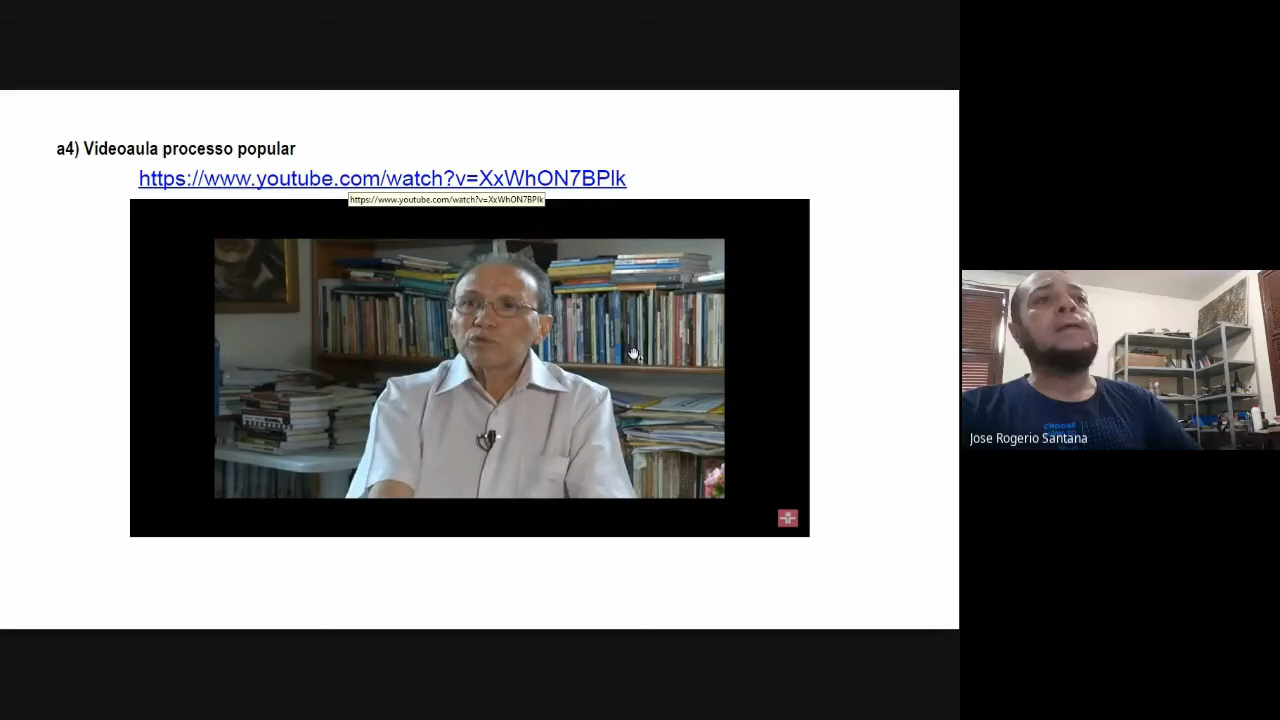 a4) Videoaula processo popular
https://www.youtube.com/watch?v=XxWhON7BPlk
https://www.youtube.com/watch?v=XxWhON7BPlk
Jose Rogerio Santana
CHOOSE